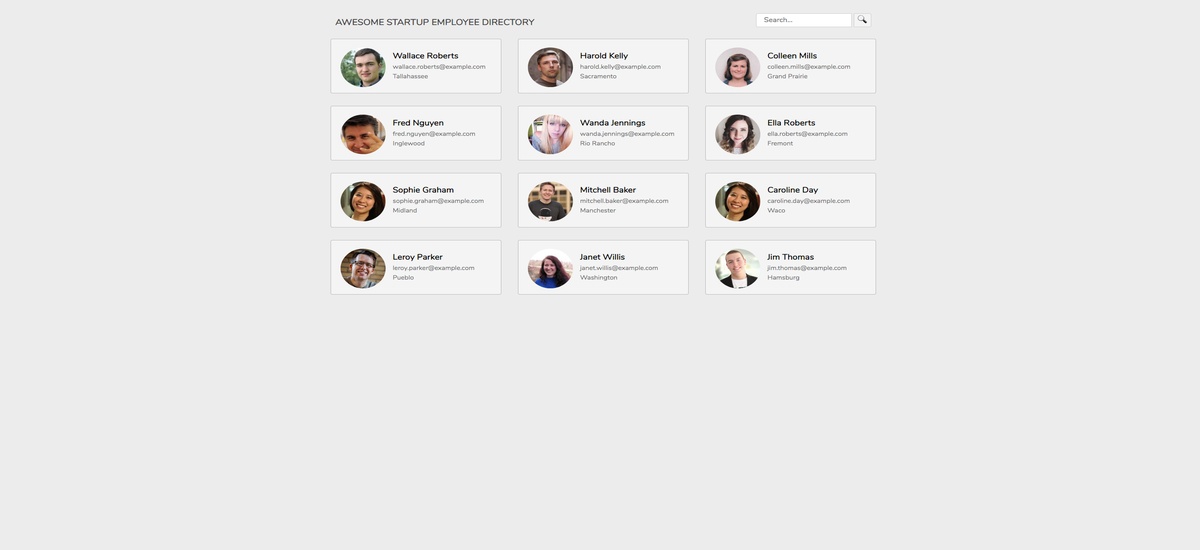 AWESOME STARTUP EMPLOYEE DIRECTORY
Search...
Wallace Roberts
wallace.roberts@example.com
Tallahassee
Harold Kelly
harold.kelly@example.com
Sacramento
Colleen Mills
colleen.mills@example.com
Grand Prairie
Fred Nguyen
fred.nguyen@example.com
Inglewood
Wanda Jennings
wanda.jennings@example.com
Rio Rancho
Ella Roberts
ella.roberts@example.com
Fremont
Sophie Graham
sophie.graham@example.com
Midland
Mitchell Baker
mitchell.baker@example.com
Manchester
Caroline Day
caroline.day@example.com
Waco
Leroy Parker
leroy.parker@example.com
Pueblo
Janet Willis
janet.willis@example.com
Washington
Jim Thomas
jim.thomas@example.com
Hamsburg